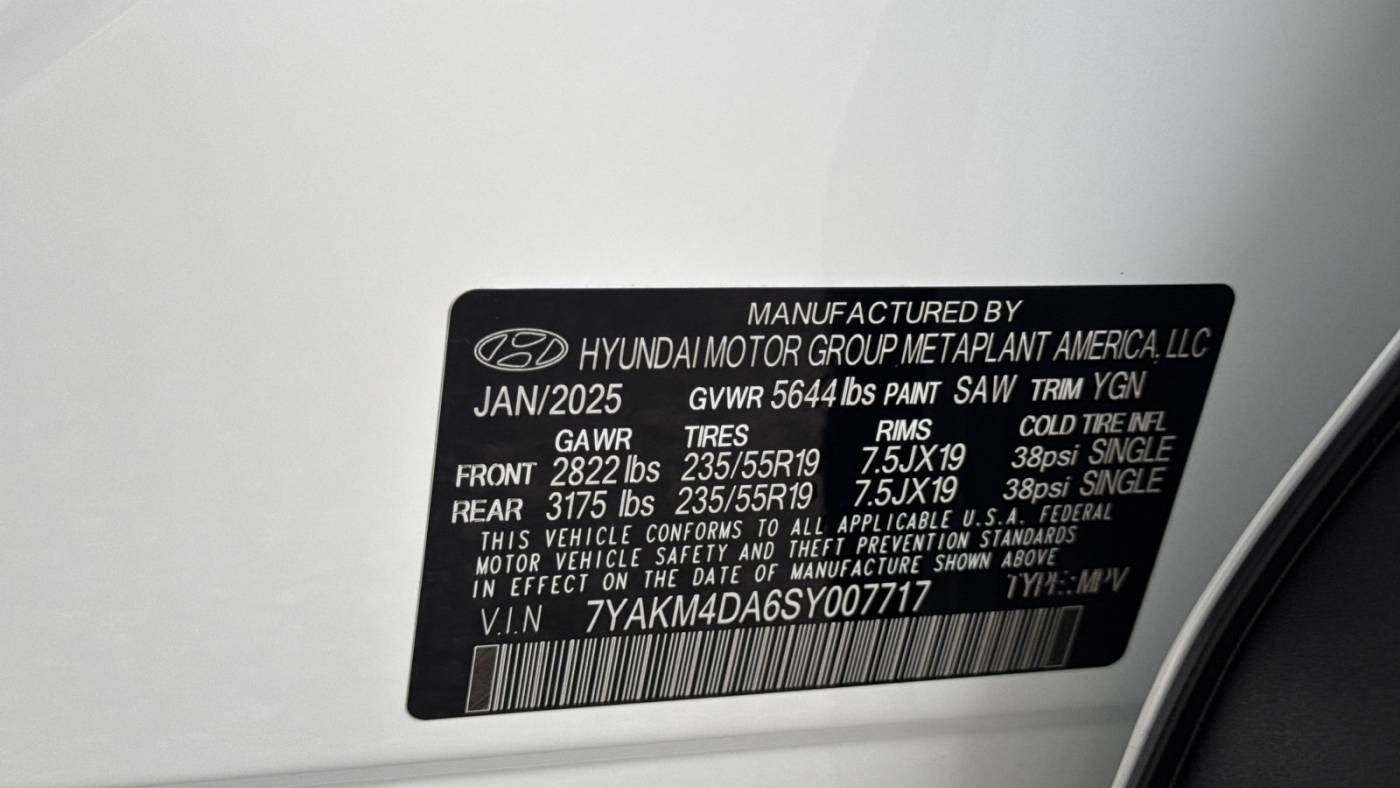 MANUFACTURED BY
HYUNDAI MOTOR GROUP METAPLANT AMERICA, LLC
JAN/2025 GVWR 5644 lbs PAINT SAW TRIM YGN
GAWR TIRES RIMS COLD TIRE INFL
FRONT 2822 lbs 235/55R19 7.5JX19 38psi SINGLE
REAR 3175 lbs 235/55R19 7.5JX19 38psi SINGLE
THIS VEHICLE CONFORMS TO ALL APPLICABLE U.S.A. FEDERAL
MOTOR VEHICLE SAFETY AND THEFT PREVENTION STANDARDS
IN EFFECT ON THE DATE OF MANUFACTURE SHOWN ABOVE
V.I.N 7YAKM4DA6SY007717 TYPE:MPV